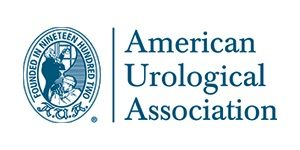 FOUNDED IN NINETEEN HUNDRED TWO
A.U.A.
®
American
Urological
Association